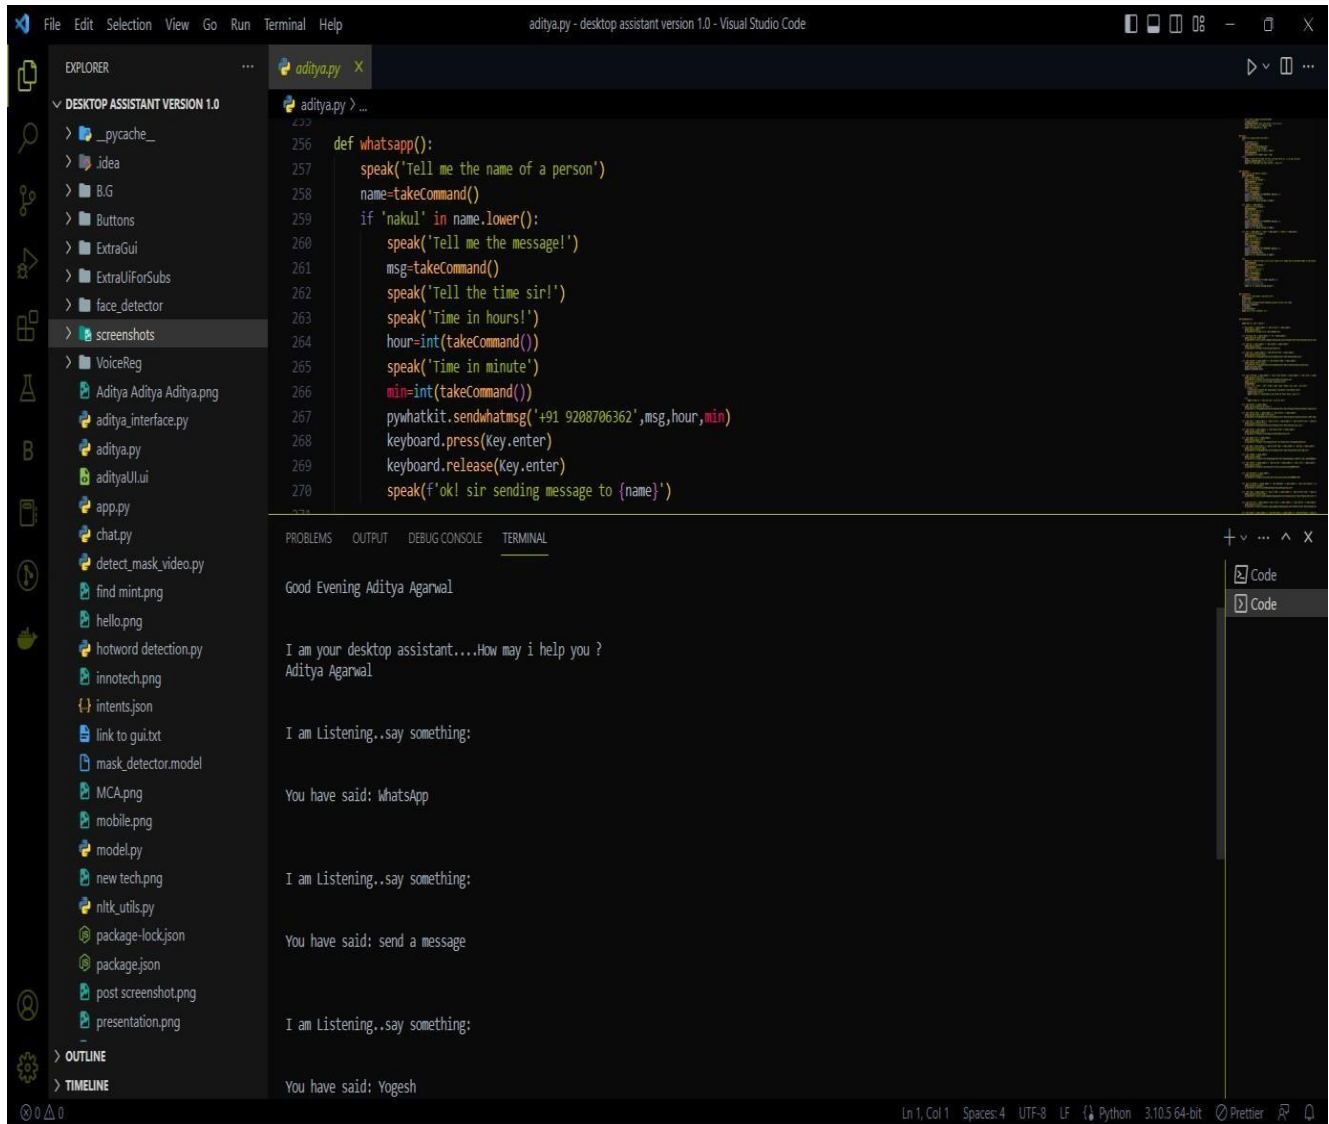 File Edit Selection View Go Run Terminal Help
aditya.py - desktop assistant version 1.0 - Visual Studio Code
EXPLORER
aditya.py
DESKTOP ASSISTANT VERSION 1.0
__pycache__
.idea
B.G
Buttons
ExtraGui
ExtraUiForSubs
face_detector
screenshots
VoiceReg
Aditya Aditya Aditya.png
aditya_interface.py
aditya.py
adityaUI.ui
app.py
chat.py
detect_mask_video.py
find mint.png
hello.png
hotword detection.py
innotech.png
intents.json
link to gui.txt
mask_detector.model
MCA.png
mobile.png
model.py
new tech.png
nltk_utils.py
package-lock.json
package.json
post screenshot.png
presentation.png
OUTLINE
TIMELINE
aditya.py > ...
255
256 def whatsapp():
257 speak('Tell me the name of a person')
258 name=takeCommand()
259 if 'nakul' in name.lower():
260 speak('Tell me the message!')
261 msg=takeCommand()
262 speak('Tell the time sir!')
263 speak('Time in hours!')
264 hour=int(takeCommand())
265 speak('Time in minute')
266 min=int(takeCommand())
267 pywhatkit.sendwhatmsg('+91 9208706362',msg,hour,min)
268 keyboard.press(Key.enter)
269 keyboard.release(Key.enter)
270 speak(f'ok! sir sending message to {name}')
PROBLEMS OUTPUT DEBUG CONSOLE TERMINAL
Good Evening Aditya Agarwal
I am your desktop assistant....How may i help you ?
Aditya Agarwal
I am Listening..say something:
You have said: WhatsApp
I am Listening..say something:
You have said: send a message
I am Listening..say something:
You have said: Yogesh
Code
Code
0 0
Ln 1, Col 1 Spaces: 4 UTF-8 LF Python 3.10.5 64-bit Prettier